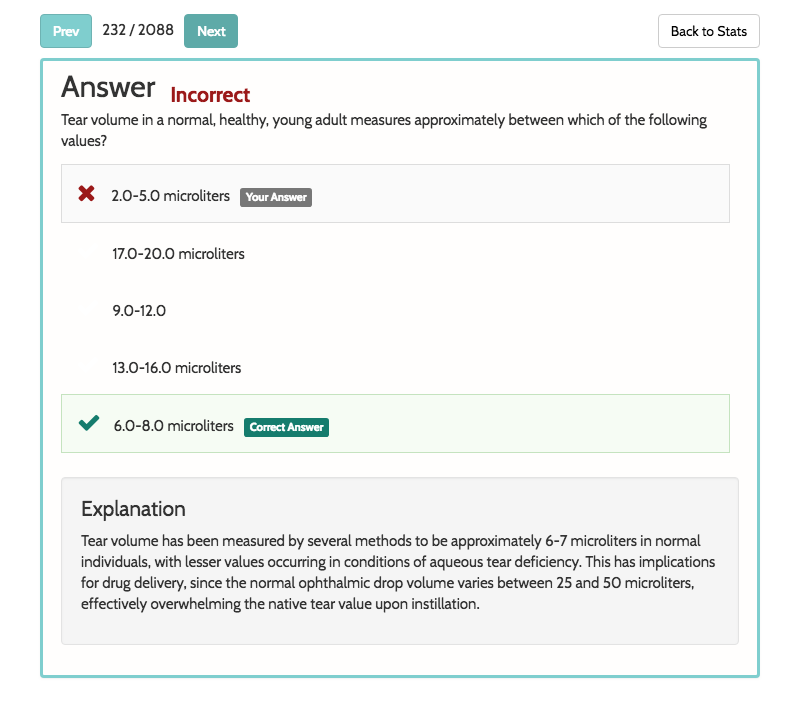 Prev 232 / 2088 Next Back to Stats
Answer Incorrect
Tear volume in a normal, healthy, young adult measures approximately between which of the following
values?
2.0-5.0 microliters Your Answer
17.0-20.0 microliters
9.0-12.0
13.0-16.0 microliters
6.0-8.0 microliters Correct Answer
Explanation
Tear volume has been measured by several methods to be approximately 6-7 microliters in normal
individuals, with lesser values occurring in conditions of aqueous tear deficiency. This has implications
for drug delivery, since the normal ophthalmic drop volume varies between 25 and 50 microliters,
effectively overwhelming the native tear value upon instillation.